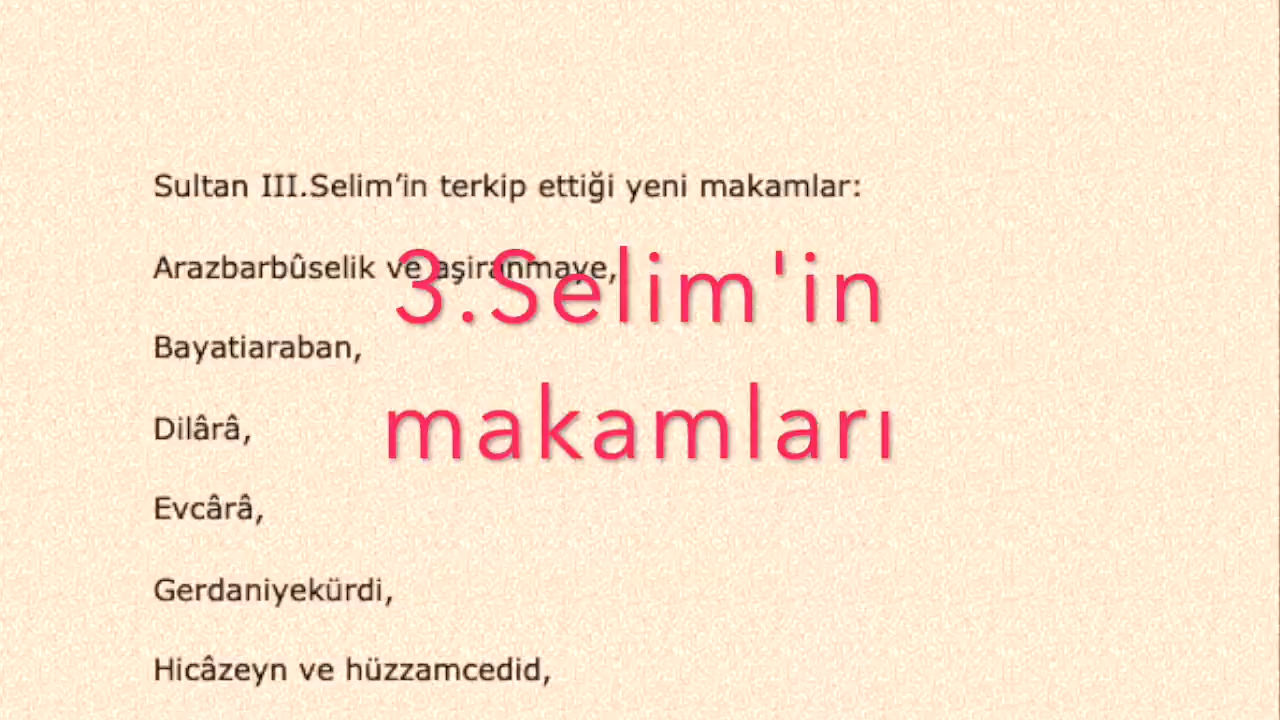 Sultan III.Selim’in terkip ettiği yeni makamlar:
Arazbarbûselik ve aşiranmaye,
3.Selim'in
Bayatiaraban,
makamları
Dilârâ,
Evcârâ,
Gerdaniyekürdi,
Hicâzeyn ve hüzzamcedid,